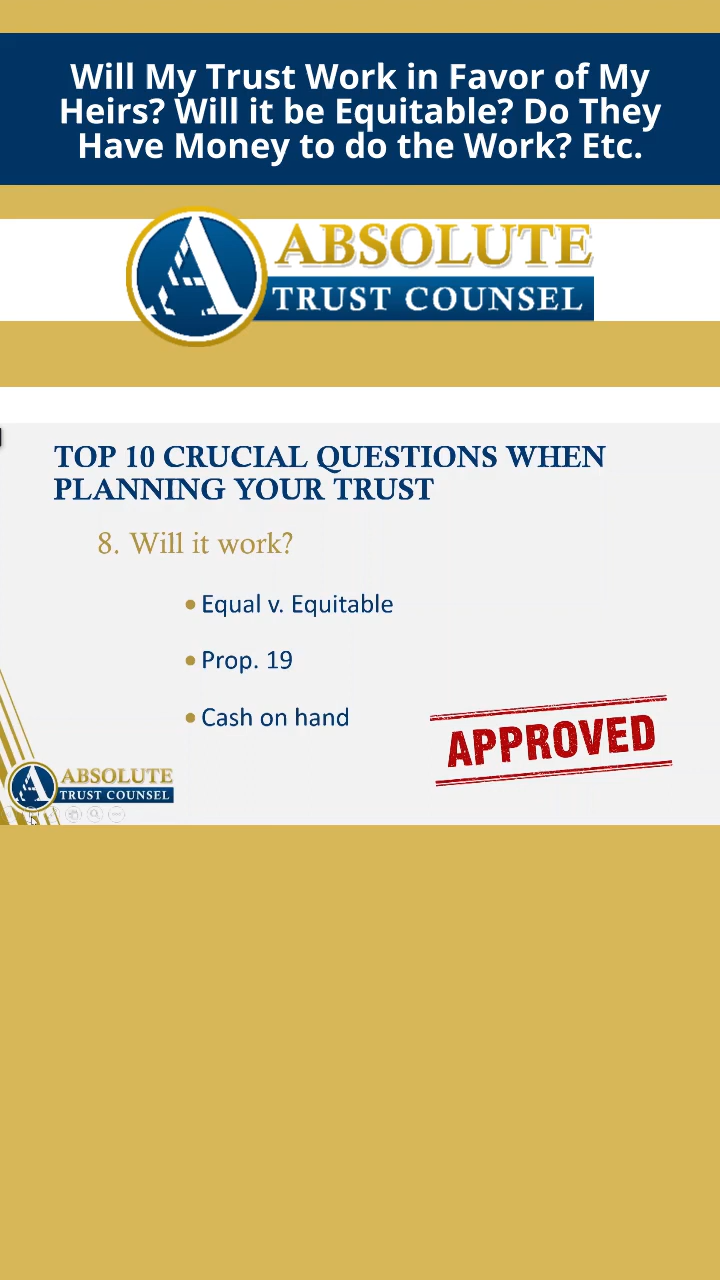 Will My Trust Work in Favor of My
Heirs? Will it be Equitable? Do They
Have Money to do the Work? Etc.
A ABSOLUTE
TRUST COUNSEL
TOP 10 CRUCIAL QUESTIONS WHEN
PLANNING YOUR TRUST
8. Will it work?
• Equal v. Equitable
• Prop. 19
• Cash on hand
APPROVED
A ABSOLUTE
TRUST COUNSEL